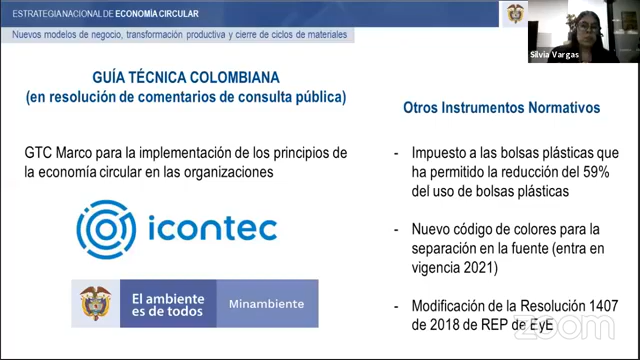 ESTRATEGIA NACIONAL DE ECONOMÍA CIRCULAR
Nuevos modelos de negocio, transformación productiva y cierre de ciclos de materiales
Silvia Vargas
GUÍA TÉCNICA COLOMBIANA
(en resolución de comentarios de consulta pública)
GTC Marco para la implementación de los principios de
la economía circular en las organizaciones
icontec
El ambiente
es de todos
Minambiente
Otros Instrumentos Normativos
- Impuesto a las bolsas plásticas que
ha permitido la reducción del 59%
del uso de bolsas plásticas
- Nuevo código de colores para la
separación en la fuente (entra en
vigencia 2021)
- Modificación de la Resolución 1407
de 2018 de REP de EyE
zoom